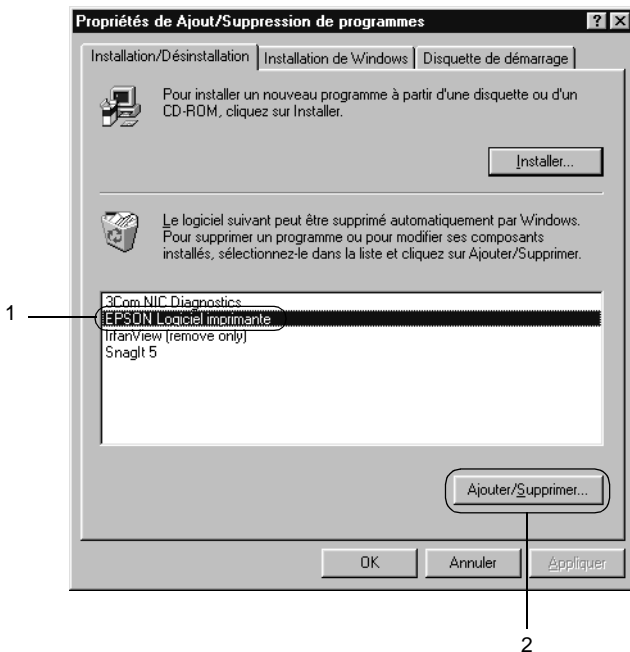 Propriétés de Ajout/Suppression de programmes
Installation/Désinstallation
Installation de Windows
Disquette de démarrage
Pour installer un nouveau programme à partir d'une disquette ou d'un
CD-ROM, cliquez sur Installer.
Installer...
Le logiciel suivant peut être supprimé automatiquement par Windows.
Pour supprimer un programme ou pour modifier ses composants
installés, sélectionnez-le dans la liste et cliquez sur Ajouter/Supprimer.
3Com NIC Diagnostics
1
EPSON Logiciel imprimante
IrfanView (remove only)
SnagIt 5
Ajouter/Supprimer...
OK
Annuler
Appliquer
2